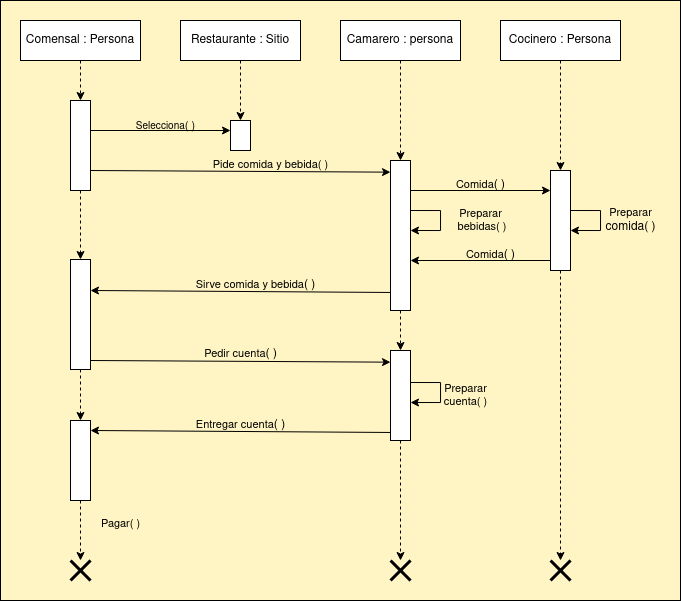 Comensal : Persona
Restaurante : Sitio
Camarero : persona
Cocinero : Persona
Selecciona( )
Pide comida y bebida( )
Comida( )
Preparar
bebidas( )
Preparar
comida( )
Comida( )
Sirve comida y bebida( )
Pedir cuenta( )
Preparar
cuenta( )
Entregar cuenta( )
Pagar( )